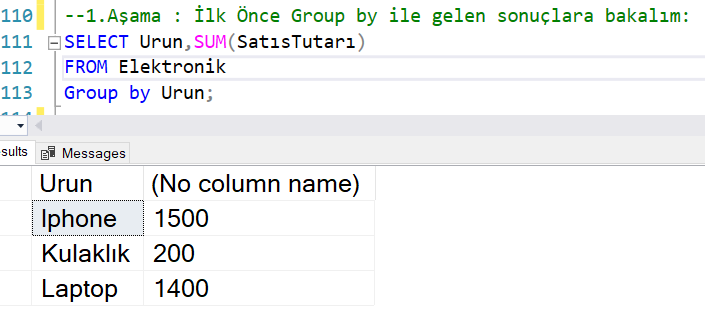 110 --1.Aşama : İlk Önce Group by ile gelen sonuçlara bakalım:
111 SELECT Urun,SUM(SatısTutarı)
112 FROM Elektronik
113 Group by Urun;
sults Messages
Urun (No column name)
Iphone 1500
Kulaklık 200
Laptop 1400